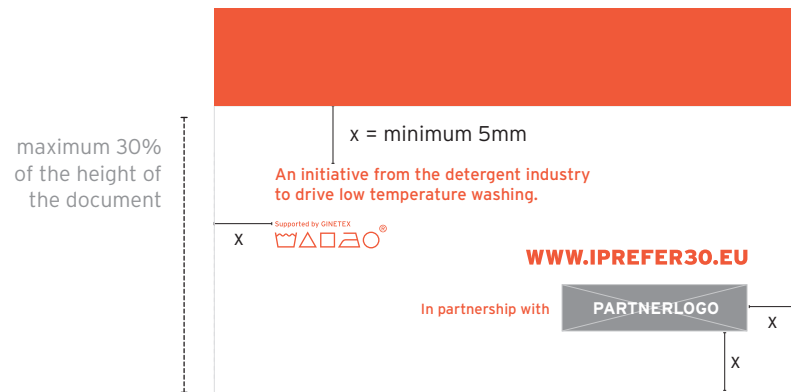 x = minimum 5mm
maximum 30%
of the height of
the document
An initiative from the detergent industry
to drive low temperature washing.
Supported by GINETEX
®
x
WWW.IPREFER30.EU
In partnership with
PARTNERLOGO
x
x